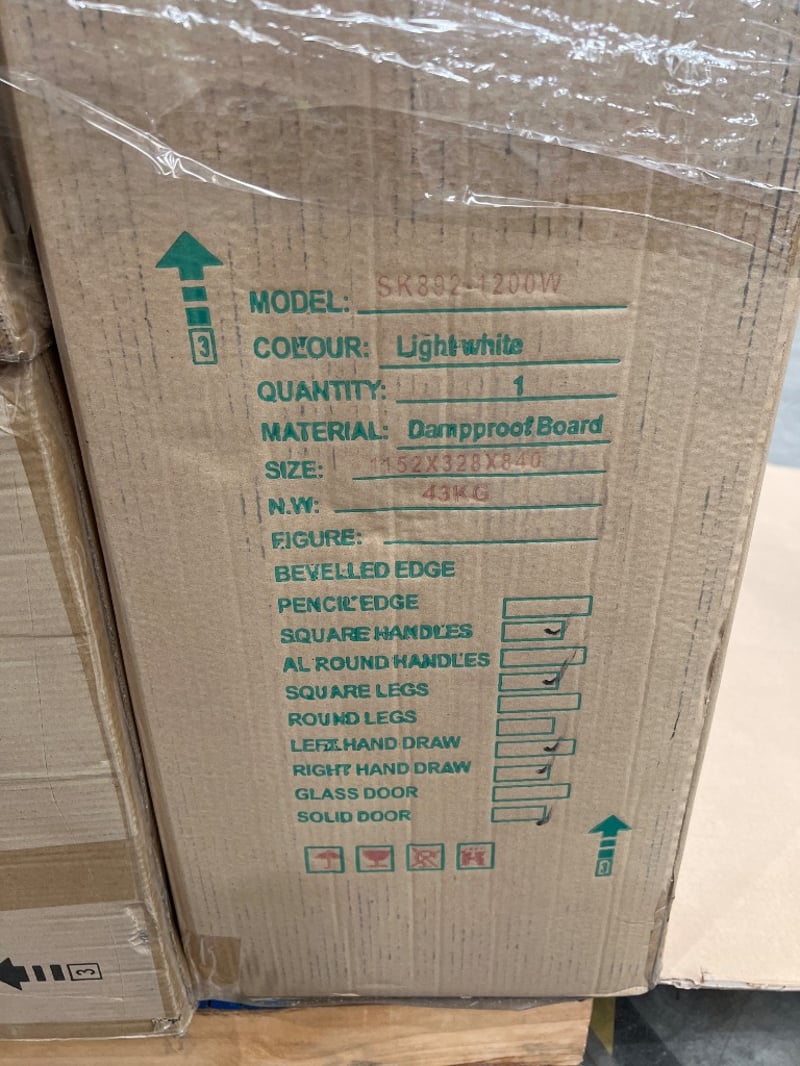 MODEL: SK892-1200W
COLOUR: Light white
QUANTITY: 1
MATERIAL: Dampproof Board
SIZE: 1152X328X840
N.W: 43KG
FIGURE:
BEVELLED EDGE
PENCIL EDGE
SQUARE HANDLES
AL ROUND HANDLES
SQUARE LEGS
ROUND LEGS
LEFT HAND DRAW
RIGHT HAND DRAW
GLASS DOOR
SOLID DOOR
3
3
3